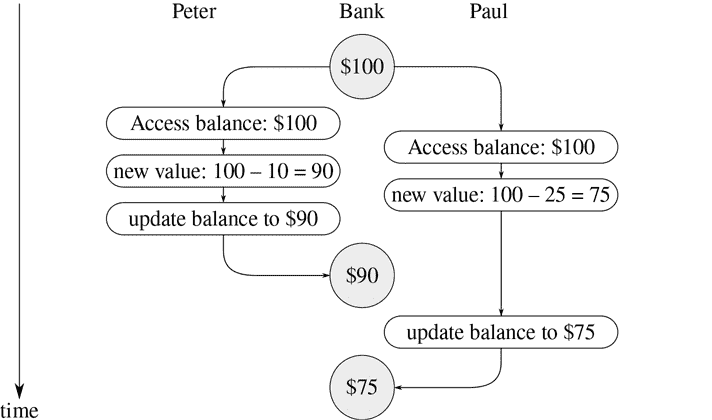 Peter
Bank
Paul
$100
Access balance: $100
Access balance: $100
new value: 100 – 10 = 90
new value: 100 – 25 = 75
update balance to $90
$90
update balance to $75
$75
time